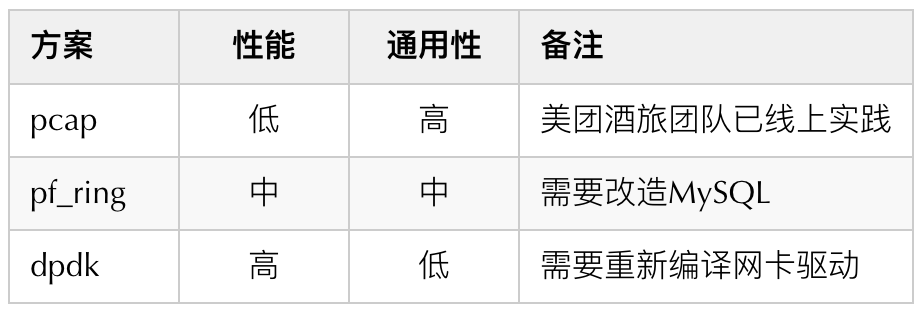 方案 性能 通用性 备注
pcap 低 高 美团酒旅团队已线上实践
pf_ring 中 中 需要改造MySQL
dpdk 高 低 需要重新编译网卡驱动